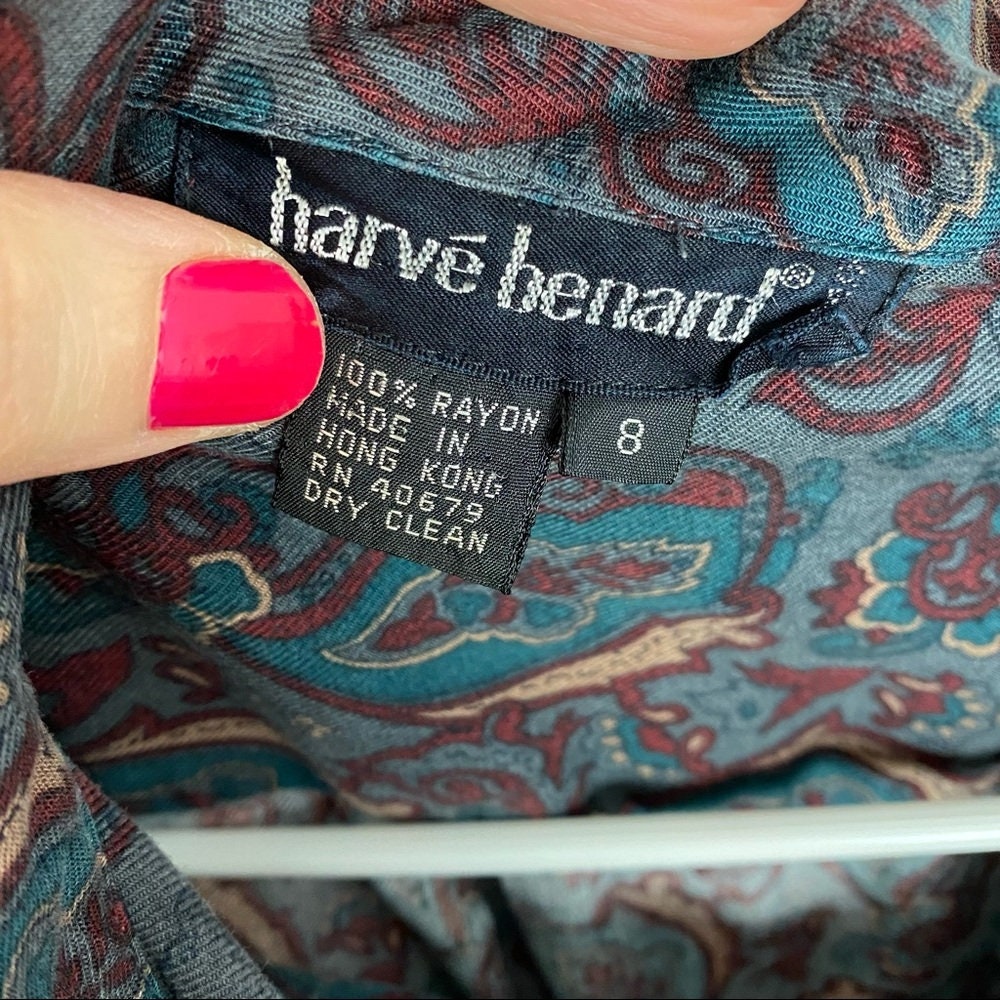 harvé benard®
100% RAYON
MADE IN
HONG KONG
RN 40679
DRY CLEAN
8